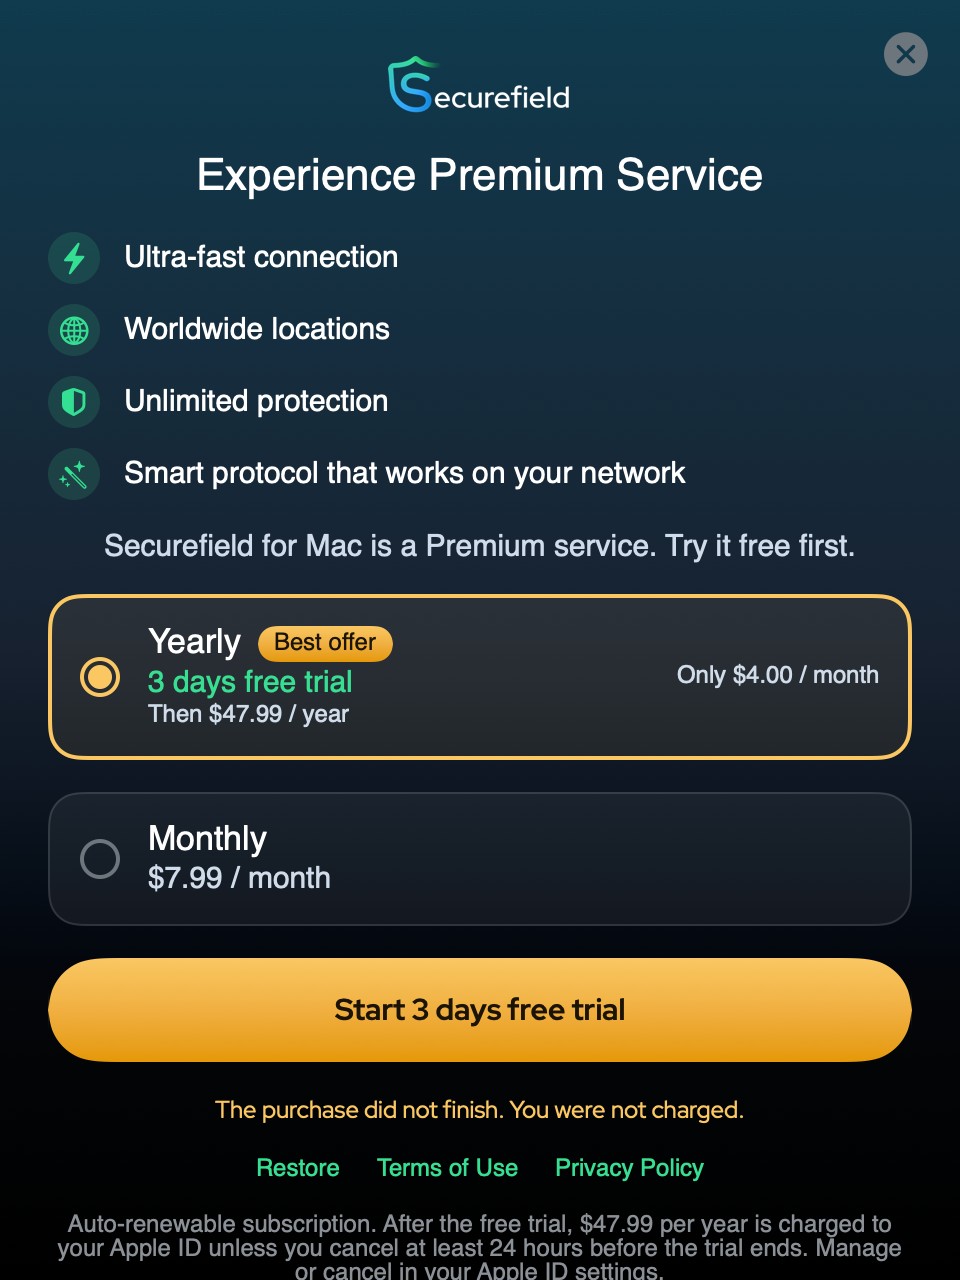 Securefield
Experience Premium Service
Ultra-fast connection
Worldwide locations
Unlimited protection
Smart protocol that works on your network
Securefield for Mac is a Premium service. Try it free first.
Yearly Best offer
3 days free trial
Then $47.99 / year
Only $4.00 / month
Monthly
$7.99 / month
Start 3 days free trial
The purchase did not finish. You were not charged.
Restore Terms of Use Privacy Policy
Auto-renewable subscription. After the free trial, $47.99 per year is charged to
your Apple ID unless you cancel at least 24 hours before the trial ends. Manage
or cancel in your Apple ID settings.